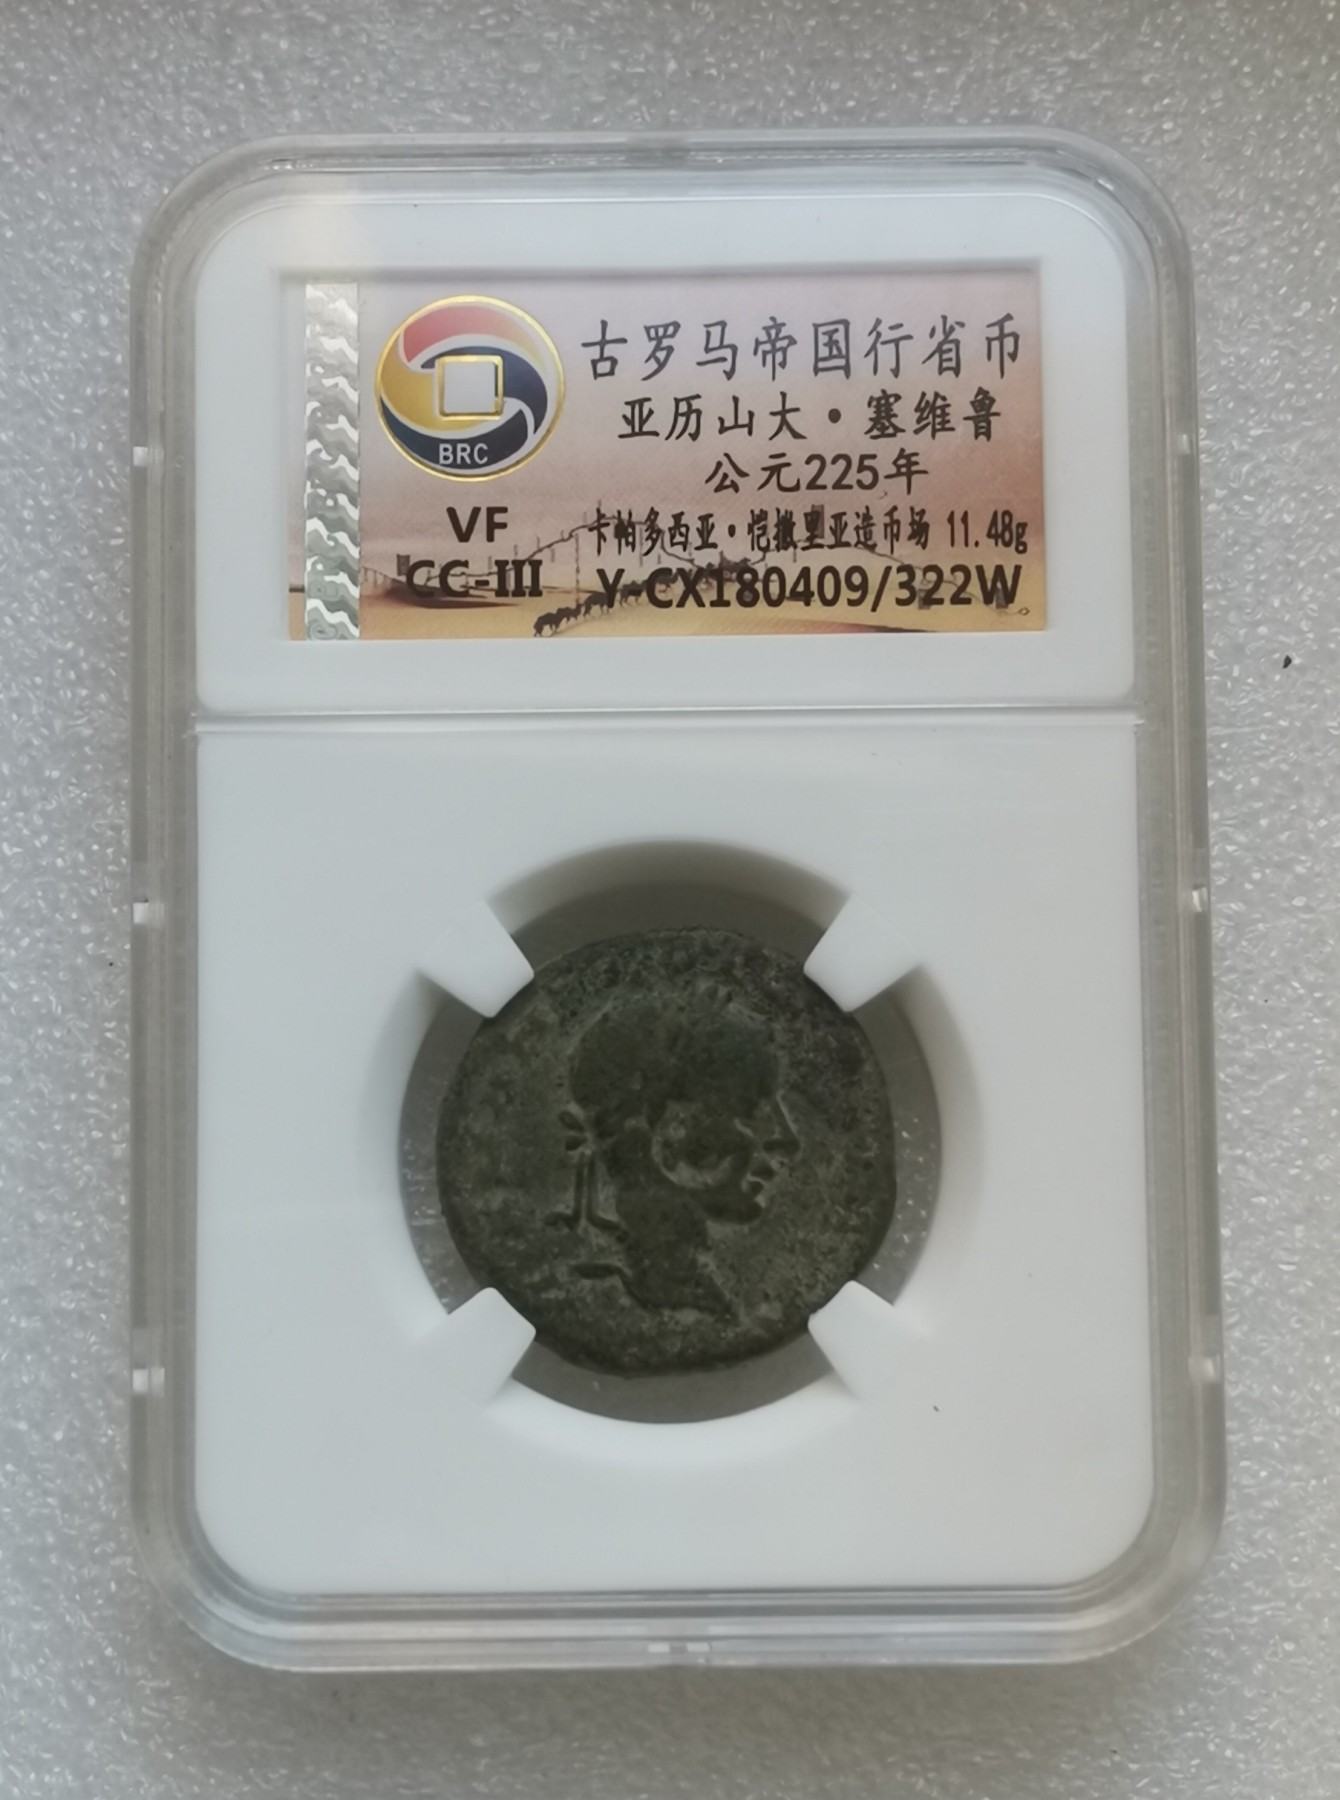 古罗马帝国行省币
亚历山大·塞维鲁
公元225年
卡帕多西亚·恺撒里亚造币场 11.48g
Y-CX180409/322W
BRC
VF
CC-III